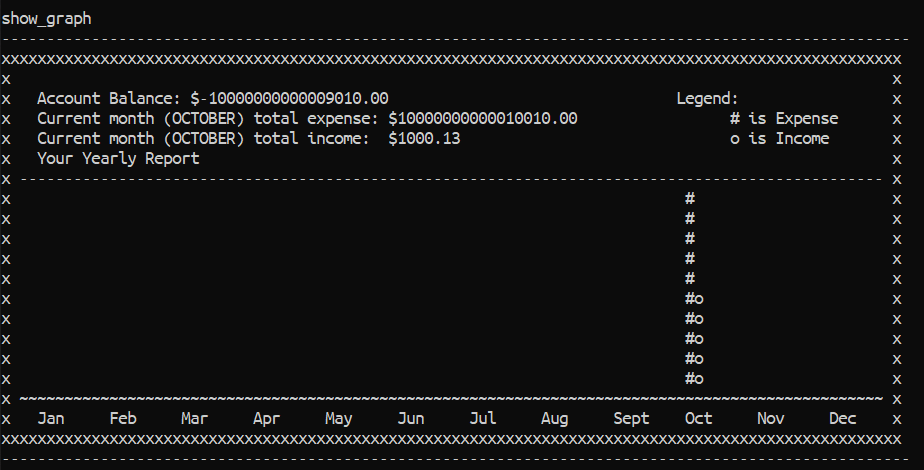 show_graph
-----------------------------------------------------------------------------------------------------
xxxxxxxxxxxxxxxxxxxxxxxxxxxxxxxxxxxxxxxxxxxxxxxxxxxxxxxxxxxxxxxxxxxxxxxxxxxxxxxxxxxxxxxxxxxxxxxxxxxx
x                                                                                                  x
x   Account Balance: $-10000000000009010.00                                Legend:                 x
x   Current month (OCTOBER) total expense: $10000000000010010.00                 # is Expense      x
x   Current month (OCTOBER) total income:  $1000.13                              o is Income       x
x   Your Yearly Report                                                                             x
x ------------------------------------------------------------------------------------------------ x
x                                                                           #                      x
x                                                                           #                      x
x                                                                           #                      x
x                                                                           #                      x
x                                                                           #                      x
x                                                                           #o                     x
x                                                                           #o                     x
x                                                                           #o                     x
x                                                                           #o                     x
x                                                                           #o                     x
x ~~~~~~~~~~~~~~~~~~~~~~~~~~~~~~~~~~~~~~~~~~~~~~~~~~~~~~~~~~~~~~~~~~~~~~~~~~~~~~~~~~~~~~~~~~~~~~~~ x
x   Jan     Feb     Mar     Apr     May     Jun     Jul     Aug     Sept    Oct     Nov     Dec    x
xxxxxxxxxxxxxxxxxxxxxxxxxxxxxxxxxxxxxxxxxxxxxxxxxxxxxxxxxxxxxxxxxxxxxxxxxxxxxxxxxxxxxxxxxxxxxxxxxxxx
-----------------------------------------------------------------------------------------------------